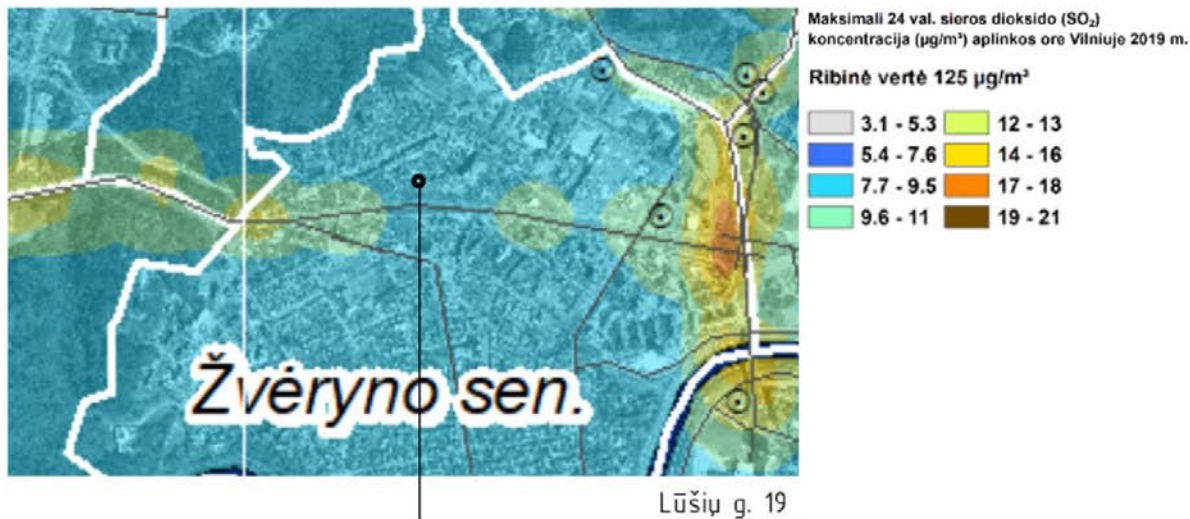 Maksimali 24 val. sieros dioksido (SO₂)
koncentracija (µg/m³) aplinkos ore Vilniuje 2019 m.
Ribinė vertė 125 µg/m³
3.1 - 5.3
12 - 13
5.4 - 7.6
14 - 16
7.7 - 9.5
17 - 18
9.6 - 11
19 - 21
Žvėryno sen.
Lūšių g. 19